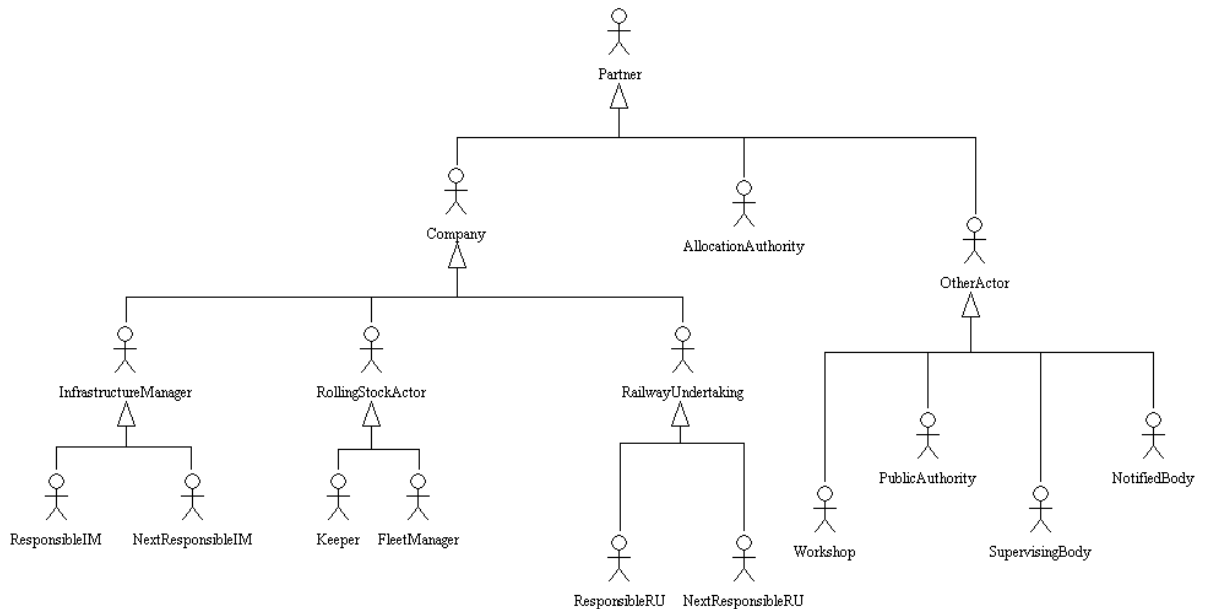 Partner
Company
AllocationAuthority
OtherActor
InfrastructureManager
RollingStockActor
RailwayUndertaking
PublicAuthority
NotifiedBody
ResponsibleIM
NextResponsibleIM
Keeper
FleetManager
Workshop
SupervisingBody
ResponsibleRU
NextResponsibleRU